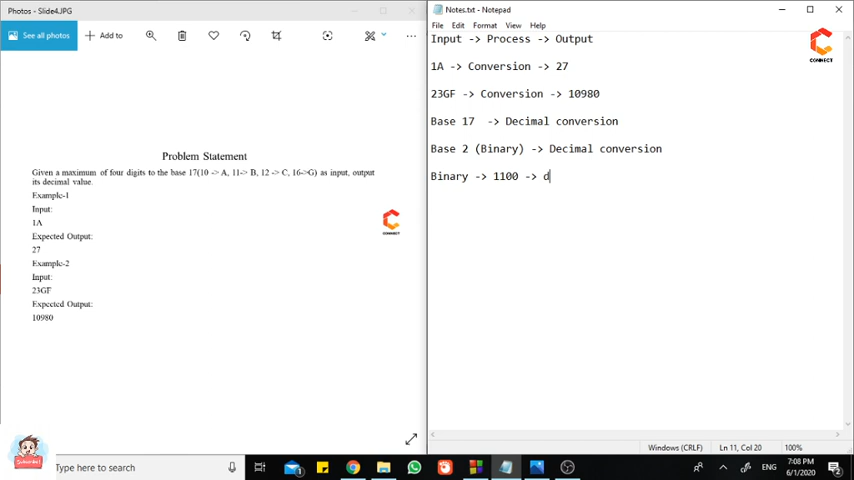 Photos - Slide4.JPG
See all photos
Add to
Problem Statement
Given a maximum of four digits to the base 17(10 -> A, 11-> B, 12 -> C, 16->G) as input, output
its decimal value.
Example-1
Input:
1A
Expected Output:
27
Example-2
Input:
23GF
Expected Output:
10980
CONNECT
Notes.txt - Notepad
File Edit Format View Help
Input -> Process -> Output
1A -> Conversion -> 27
23GF -> Conversion -> 10980
Base 17  -> Decimal conversion
Base 2 (Binary) -> Decimal conversion
Binary -> 1100 -> d
CONNECT
Windows (CRLF)
Ln 11, Col 20
100%
Subscribe!
Type here to search
1
ENG
7:08 PM
6/1/2020
2